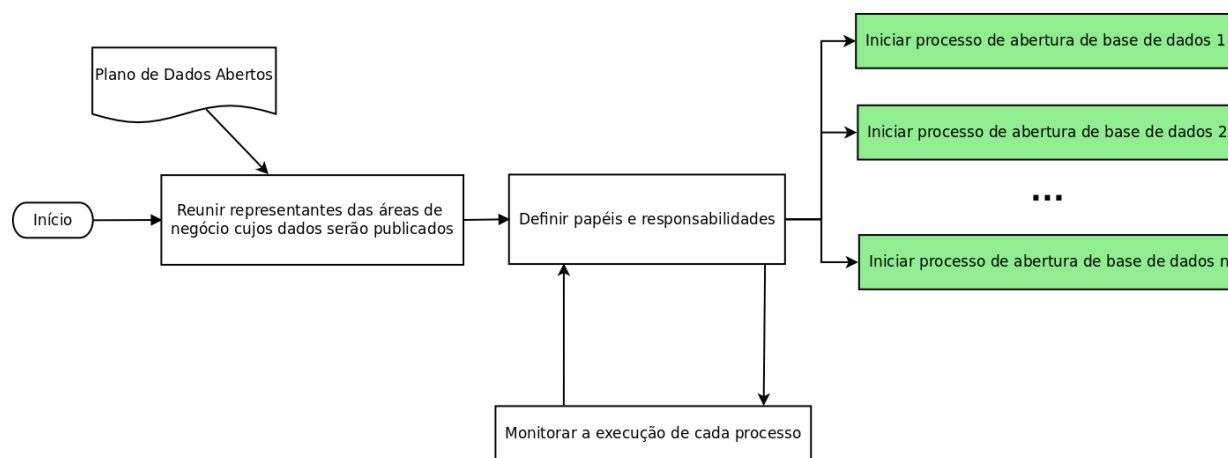 Plano de Dados Abertos
Início
Reunir representantes das áreas de
negócio cujos dados serão publicados
Definir papéis e responsabilidades
Monitorar a execução de cada processo
Iniciar processo de abertura de base de dados 1
Iniciar processo de abertura de base de dados 2
...
Iniciar processo de abertura de base de dados n